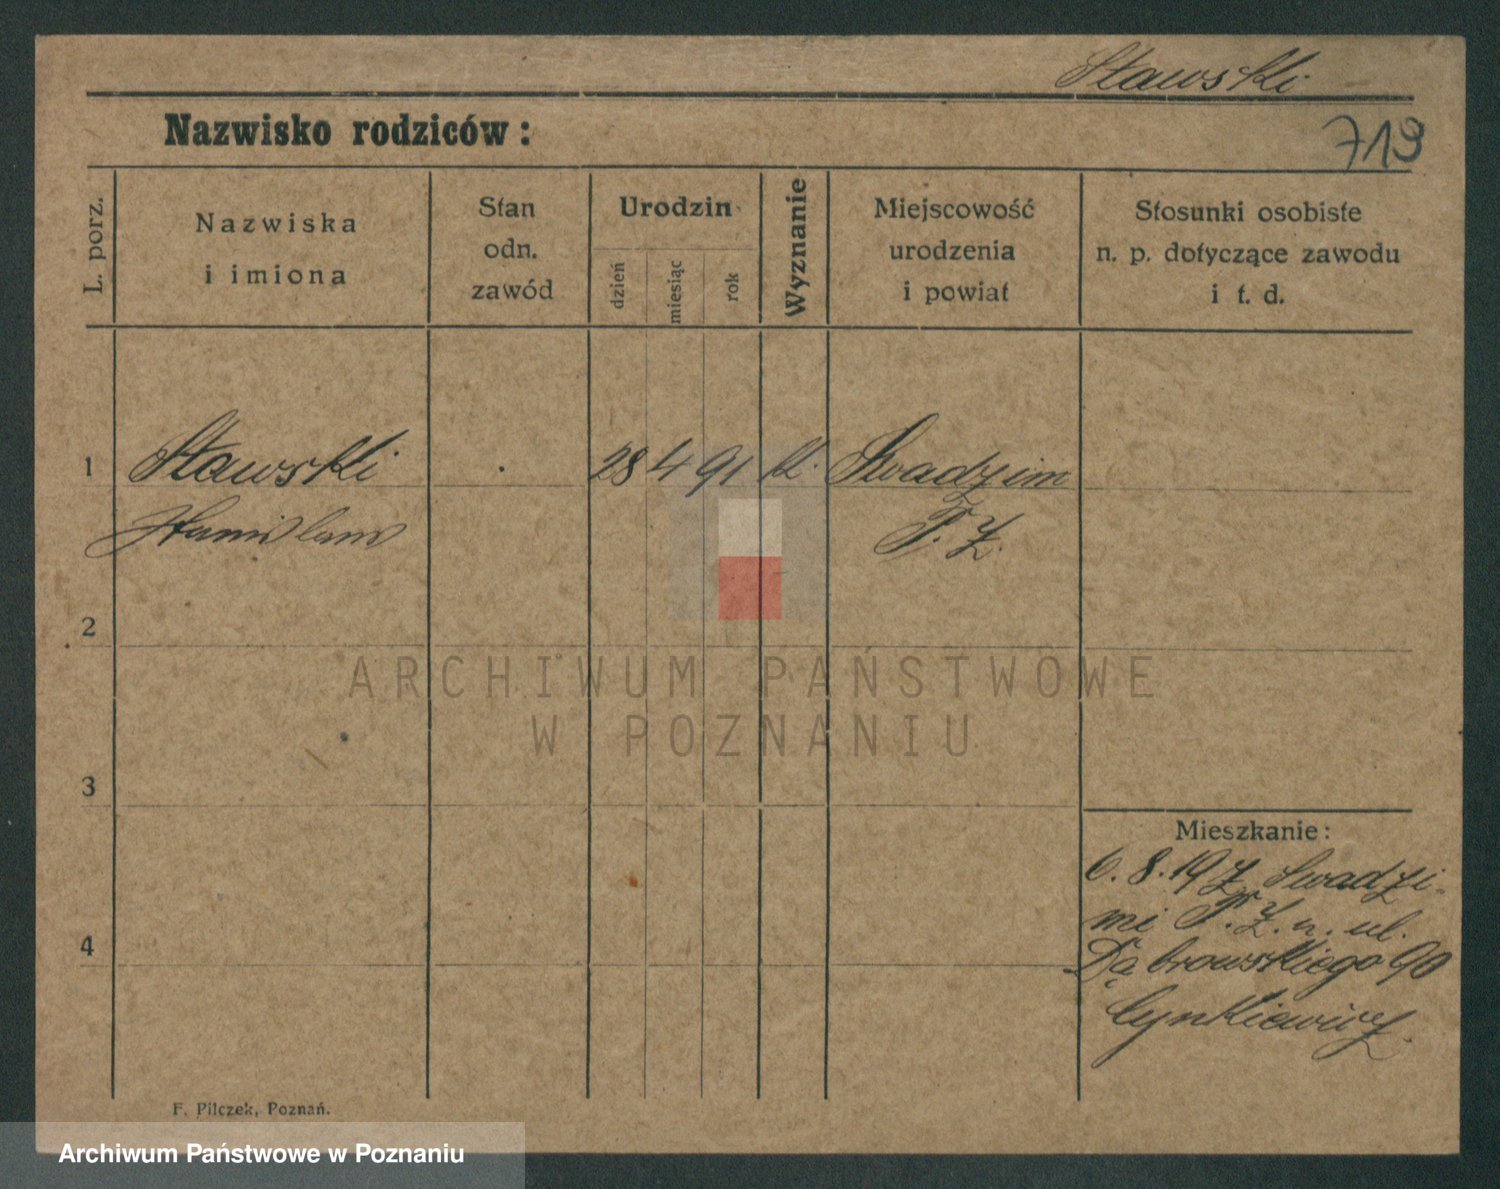 Stawski
Nazwisko rodziców:
719
L. porz.
Nazwiska
i imiona
Stan
odn.
zawód
Urodzin
dzień
miesiąc
rok
Wyznanie
Miejscowość
urodzenia
i powiat
Stosunki osobiste
n. p. dotyczące zawodu
i t. d.
1
Stawski
28 4 91
Swadzim
Stanisław
P. Z.
2
ARCHIWUM PAŃSTWOWE
W POZNANIU
3
Mieszkanie:
6. 8. 19 Z Swadzi-
mi P. Z. n. ul.
4
Dąbrowskiego 90
Cynkiewicz.
F. Pilczek, Poznań.
Archiwum Państwowe w Poznaniu